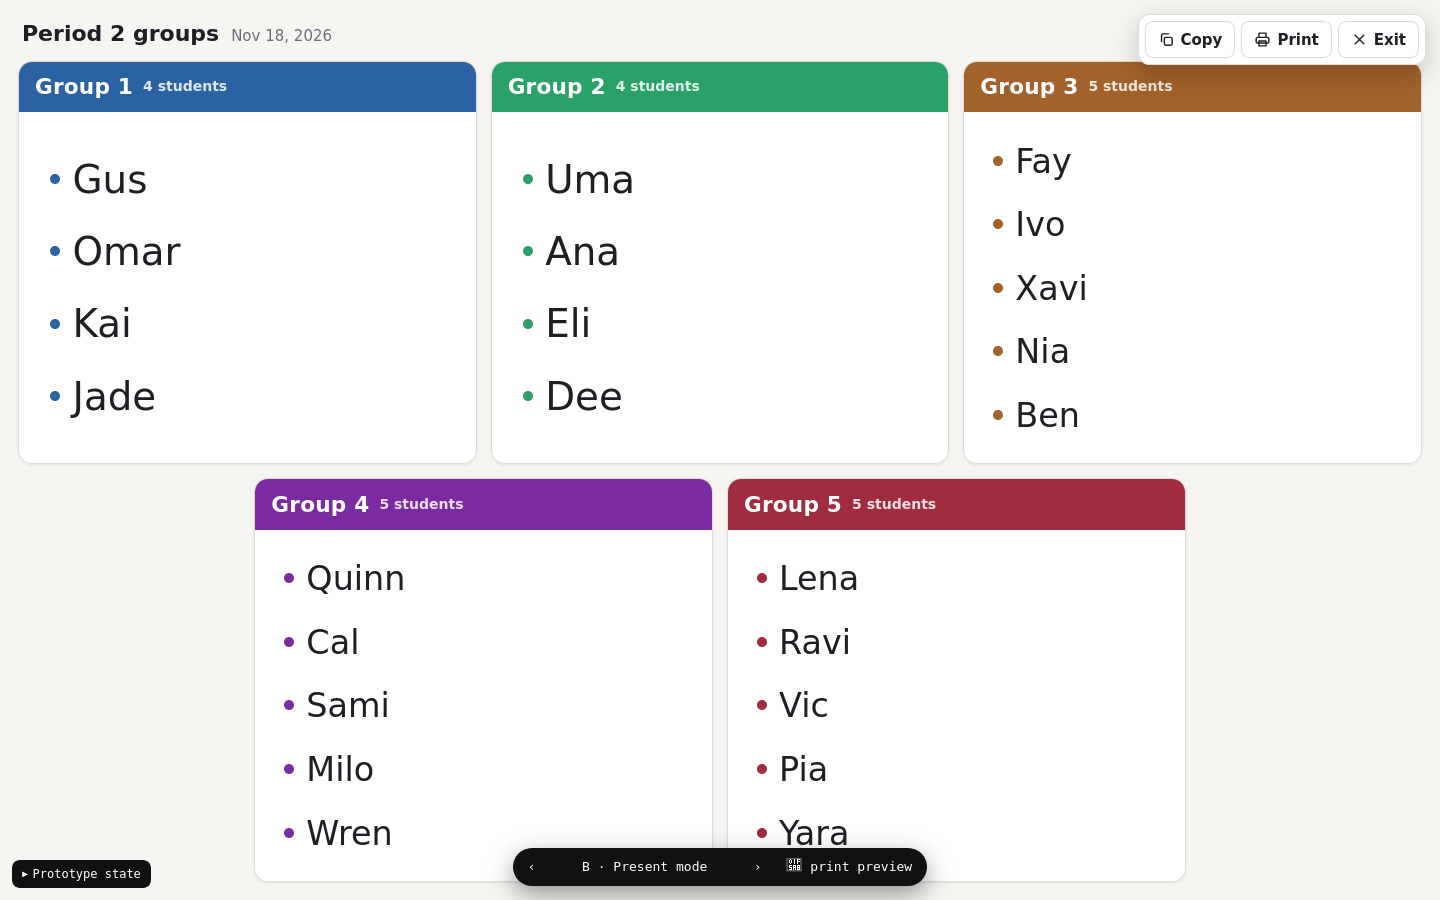 Period 2 groups Nov 18, 2026
Copy Print Exit
Group 1 4 students
• Gus
• Omar
• Kai
• Jade
Group 2 4 students
• Uma
• Ana
• Eli
• Dee
Group 3 5 students
• Fay
• Ivo
• Xavi
• Nia
• Ben
Group 4 5 students
• Quinn
• Cal
• Sami
• Milo
• Wren
Group 5 5 students
• Lena
• Ravi
• Vic
• Pia
• Yara
▸ Prototype state
‹ B · Present mode › print preview